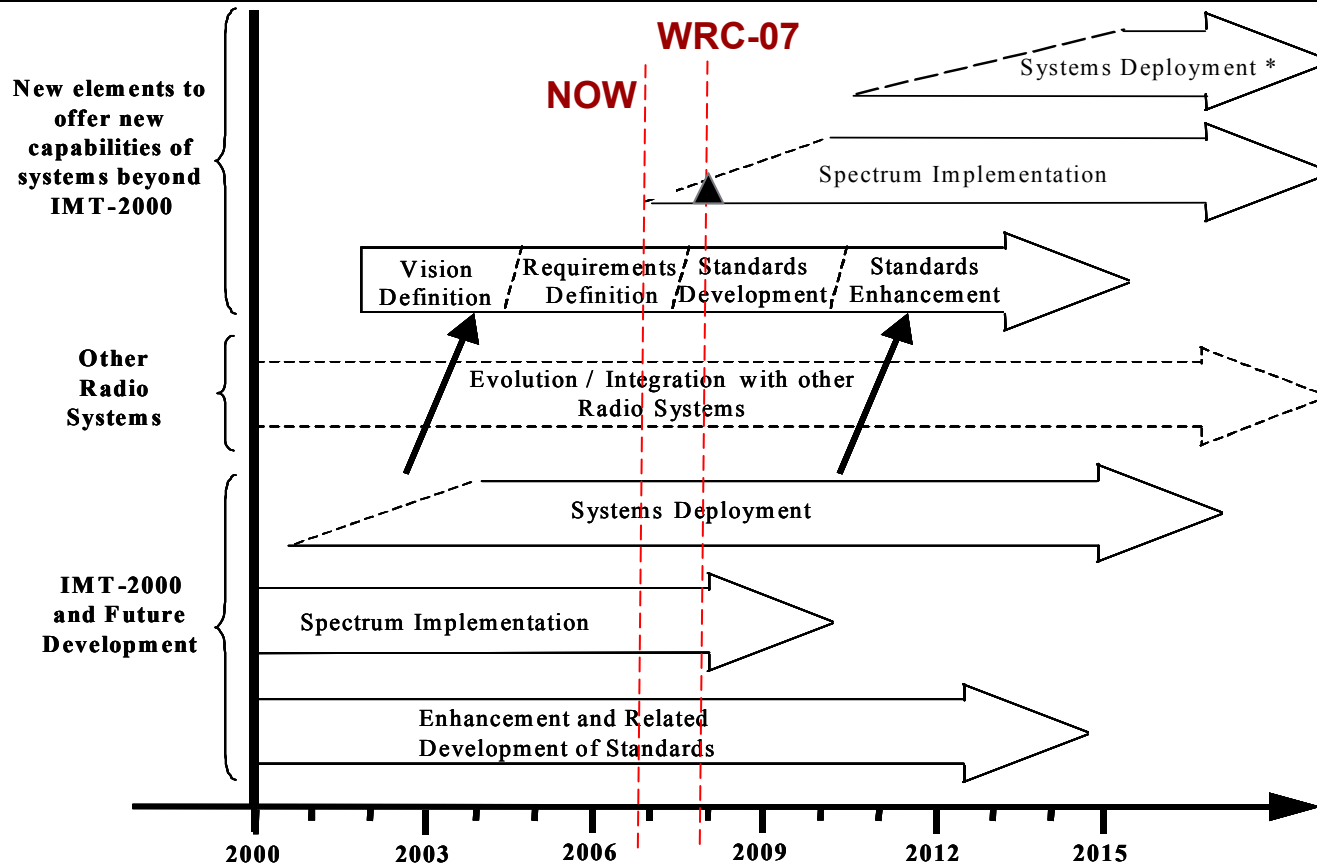 WRC-07
NOW
New elements to
offer new
capabilities of
systems beyond
IMT-2000
Systems Deployment *
Spectrum Implementation
Vision
Definition
Requirements
Definition
Standards
Development
Standards
Enhancement
Other
Radio
Systems
Evolution / Integration with other
Radio Systems
IMT-2000
and Future
Development
Systems Deployment
Spectrum Implementation
Enhancement and Related
Development of Standards
2000
2003
2006
2009
2012
2015